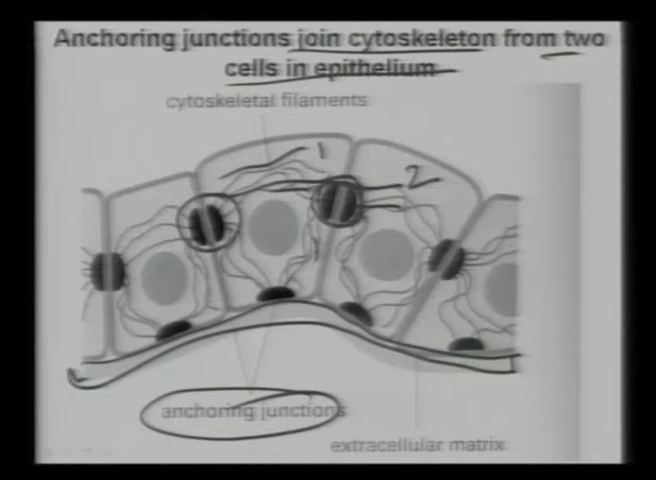 Anchoring junctions join cytoskeleton from two
cells in epithelium
cytoskeletal filaments
1
2
anchoring junctions
extracellular matrix